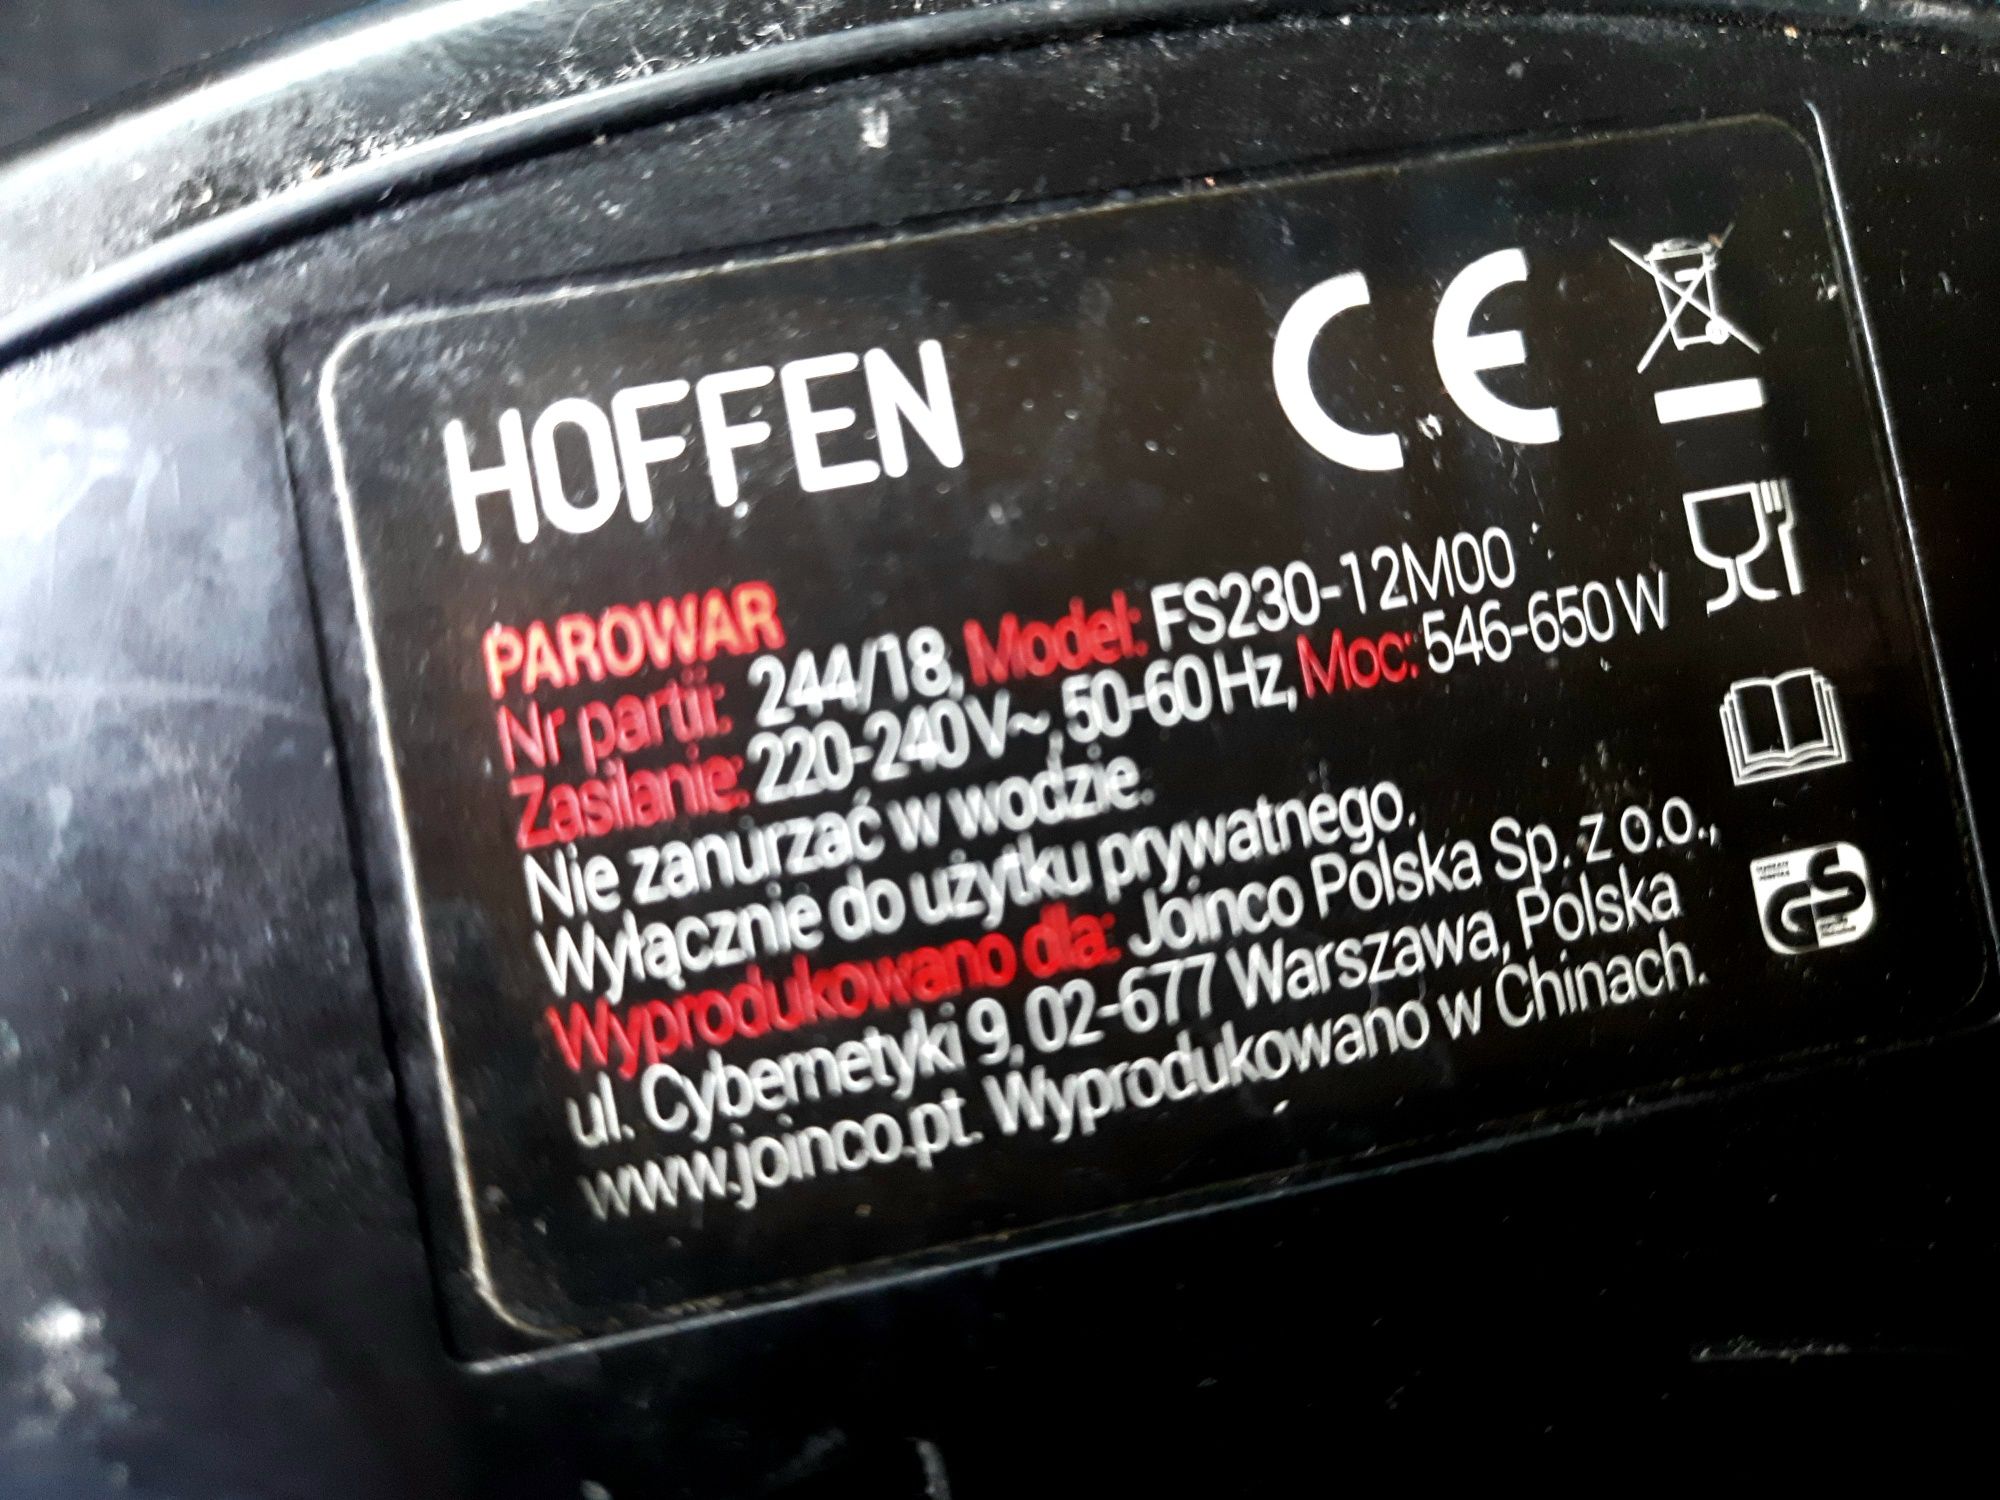 HOFFEN
CE
PAROWAR
Nr partii: 244/18, Model: FS230-12M00
Zasilanie: 220-240V~, 50-60Hz, Moc: 546-650 W
Nie zanurzać w wodzie.
Wyłącznie do użytku prywatnego.
Wyprodukowano dla: Joinco Polska Sp. z o.o.,
ul. Cybernetyki 9, 02-677 Warszawa, Polska
www.joinco.pt. Wyprodukowano w Chinach.
GS